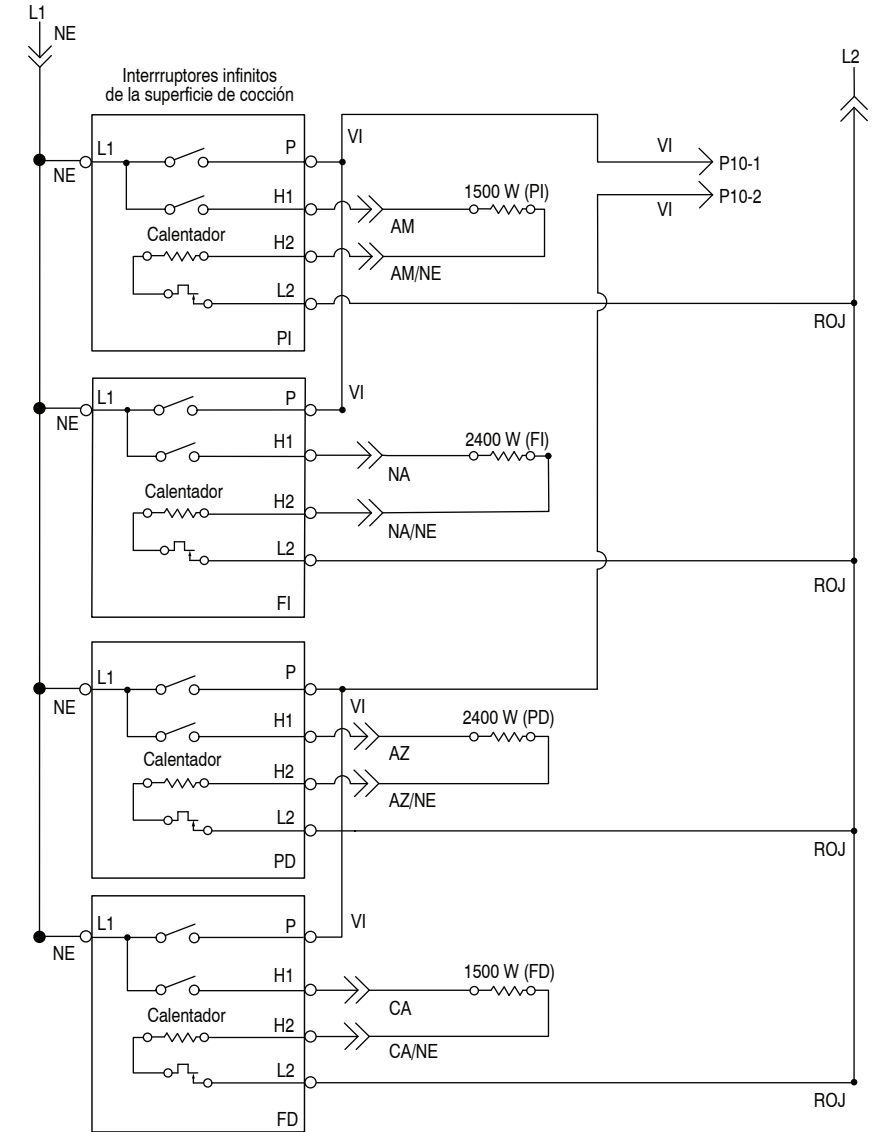 L1
NE
L2
Interrruptores infinitos
de la superficie de cocción
L1
P
VI
VI
P10-1
NE
H1
1500 W (PI)
P10-2
VI
AM
Calentador
H2
AM/NE
L2
ROJ
PI
L1
P
VI
NE
H1
2400 W (FI)
NA
Calentador
H2
NA/NE
L2
ROJ
FI
L1
P
NE
VI
H1
2400 W (PD)
AZ
Calentador
H2
AZ/NE
L2
ROJ
PD
L1
P
VI
NE
H1
1500 W (FD)
CA
Calentador
H2
CA/NE
L2
ROJ
FD